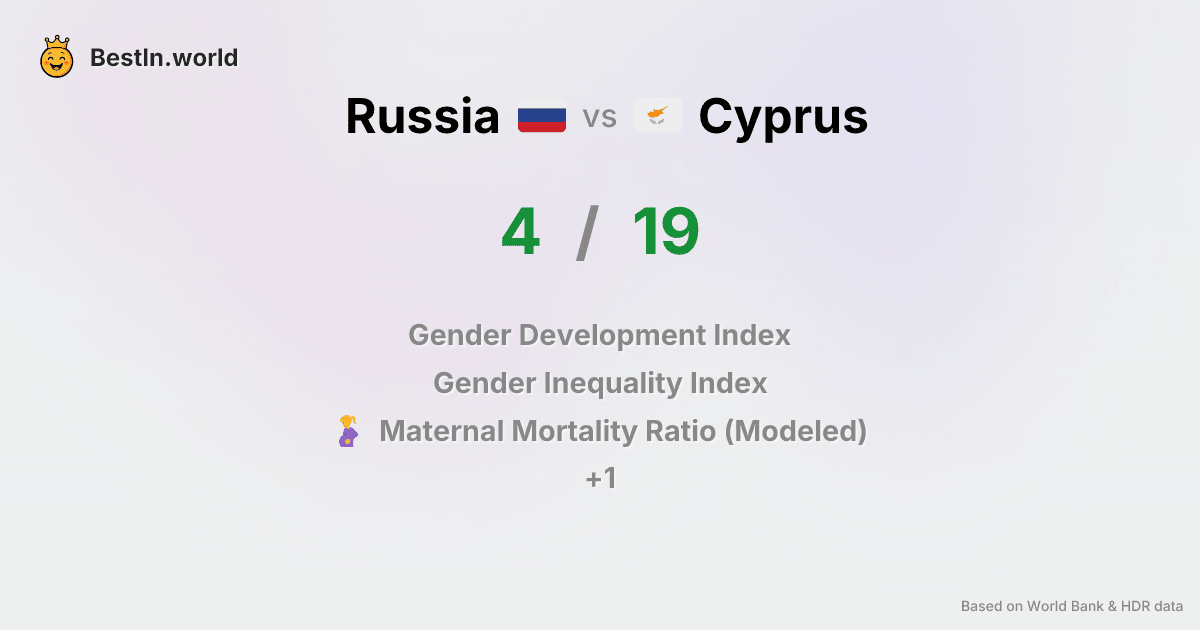 BestIn.world
Russia vs Cyprus
4 / 19
Gender Development Index
Gender Inequality Index
Maternal Mortality Ratio (Modeled)
+1
Based on World Bank & HDR data